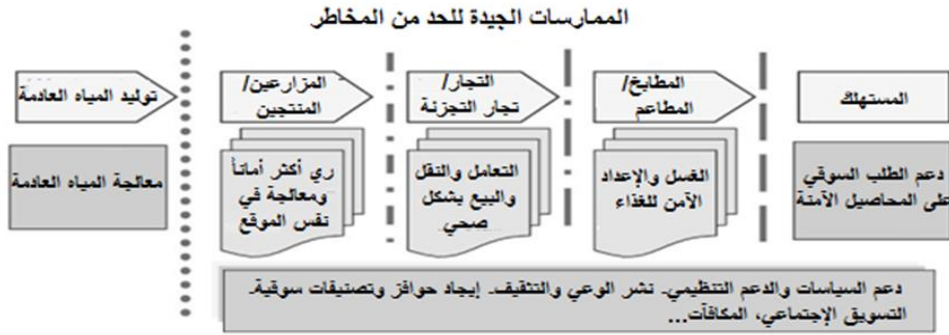 الممارسات الجيدة للحد من المخاطر
توليد المياه العادمة
المزارعين/
المنتجين
التجار/
تجار التجزئة
المطابخ/
المطاعم
المستهلك
معالجة المياه العادمة
ري أكثر أماناً
ومعالجة في
نفس الموقع
التعامل والنقل
والبيع بشكل
صحي
الغسل والإعداد
الآمن للغذاء
دعم الطلب السوقي
على المحاصيل الآمنة
دعم السياسات والدعم التنظيمي۔ نشر الوعي والتثقيف۔ إيجاد حوافز وتصنيفات سوقية۔
التسويق الإجتماعي، المكافآت...